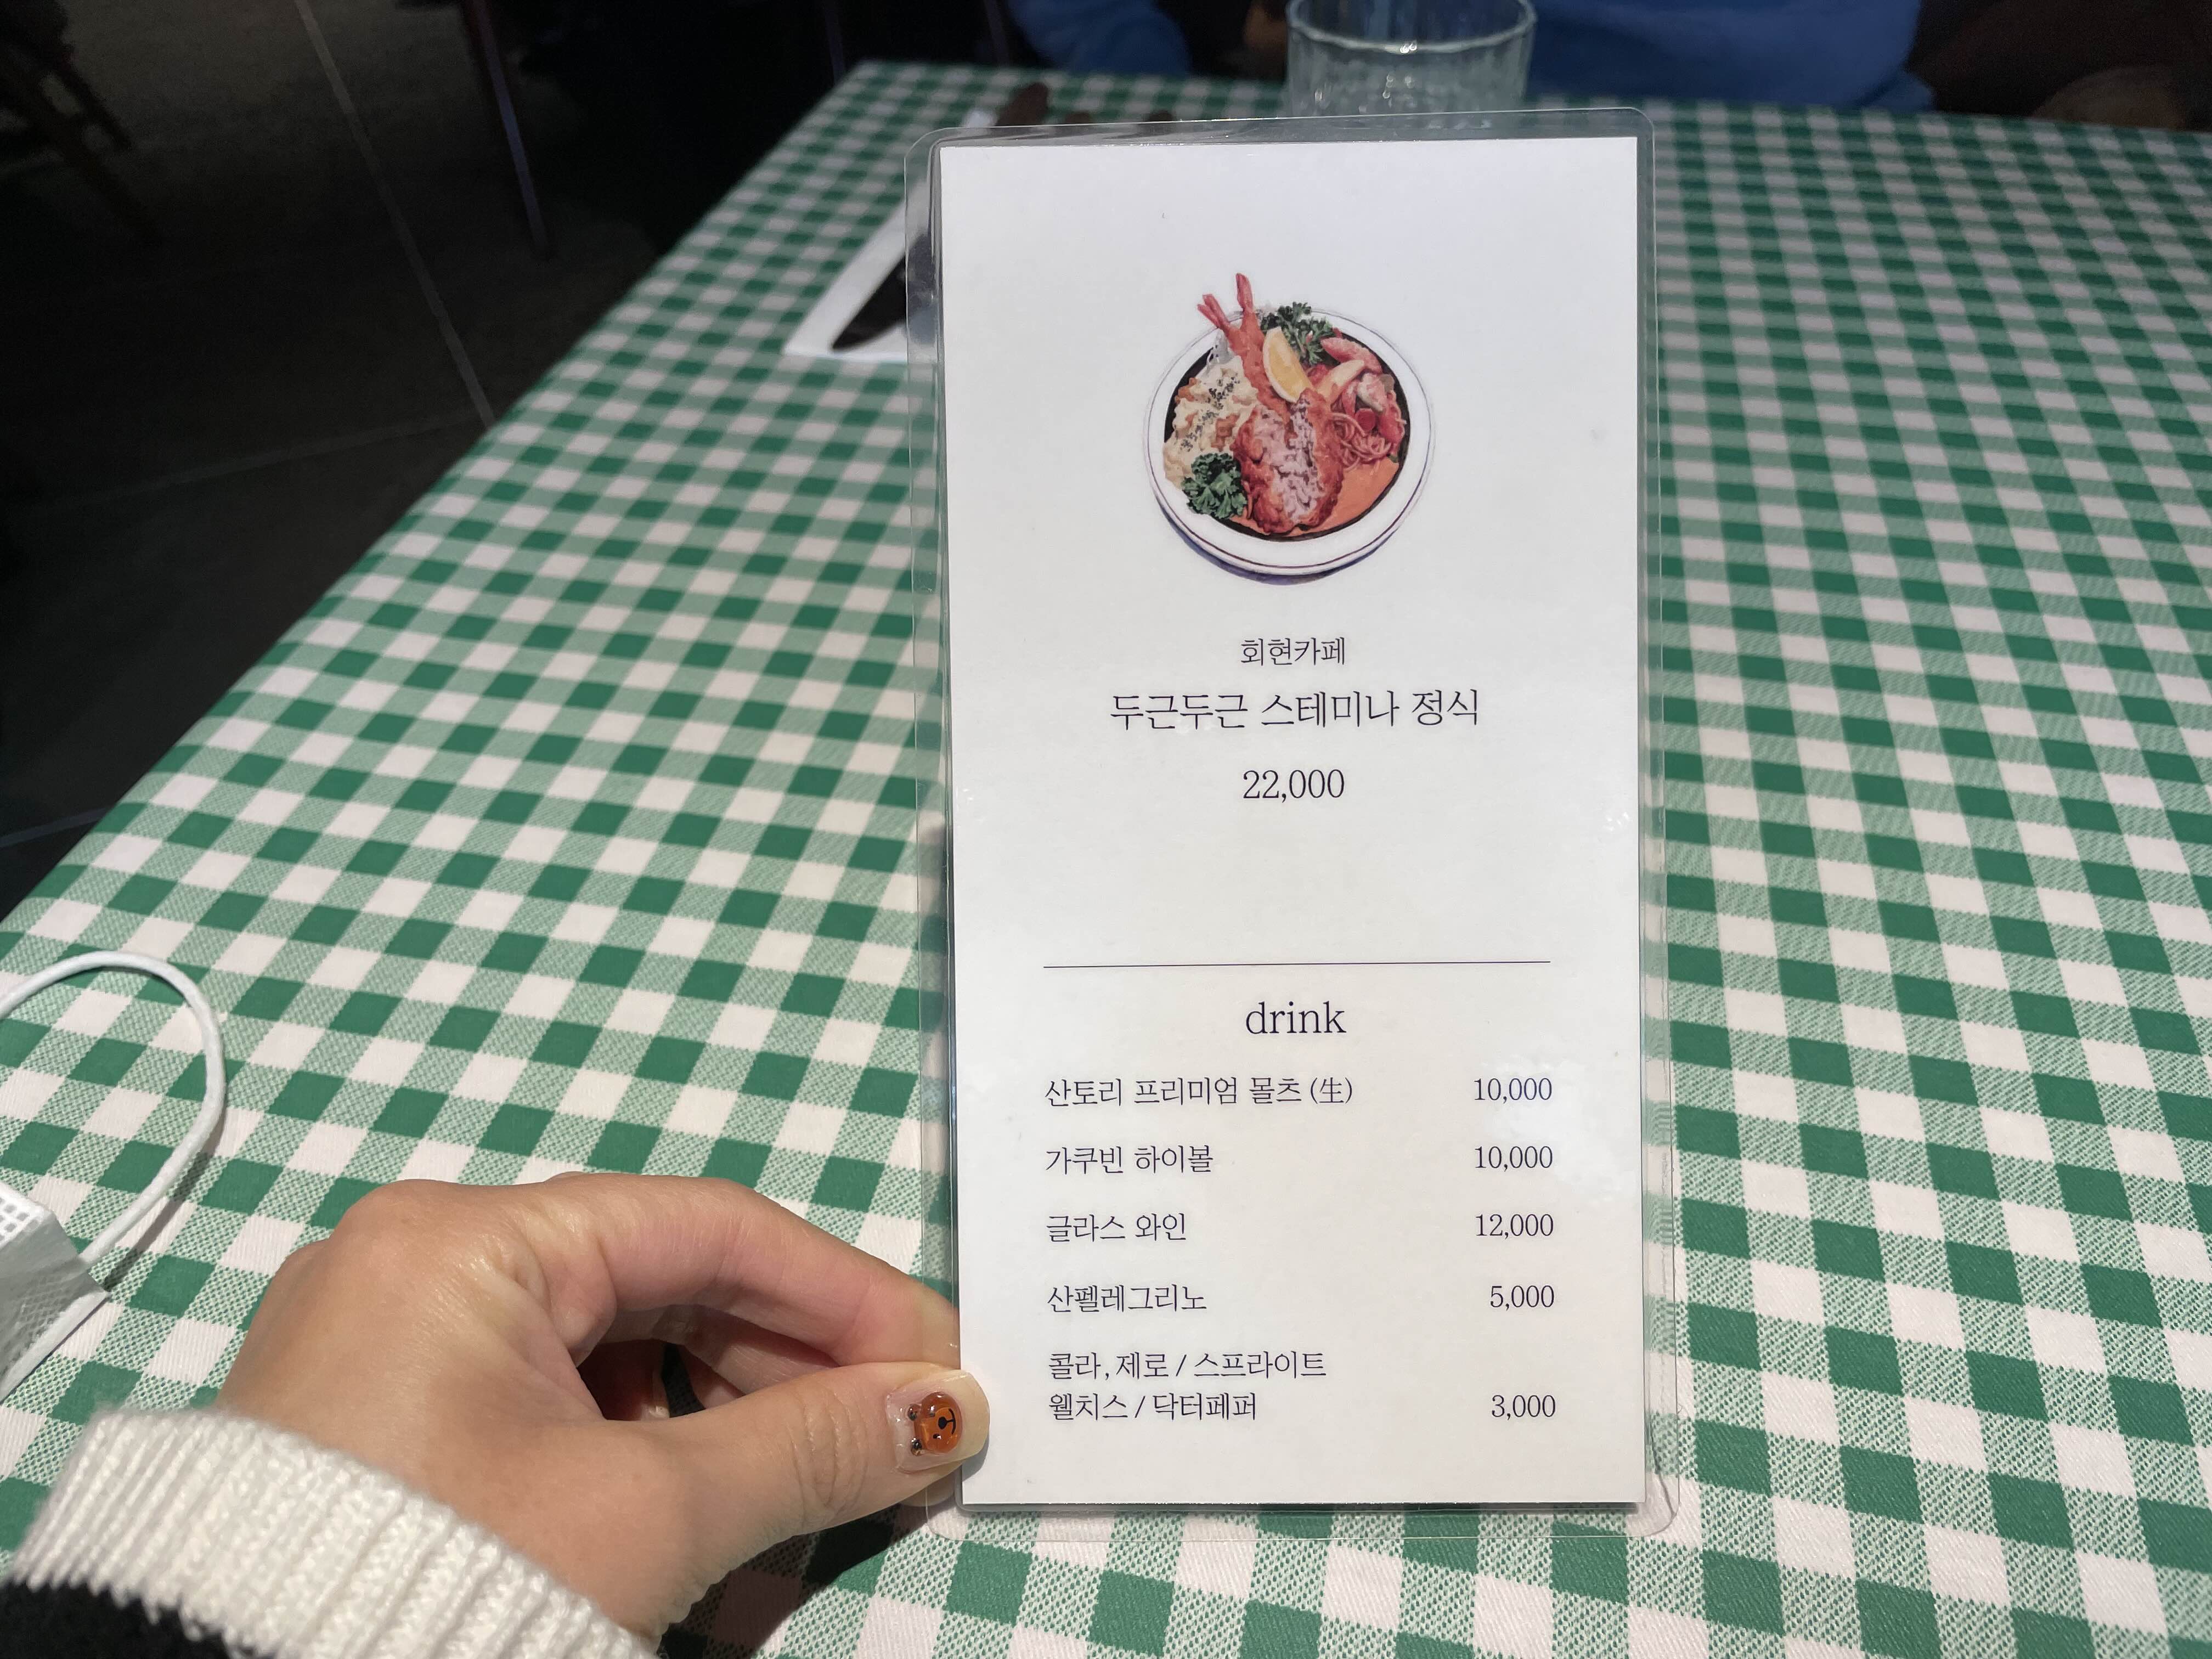 회현카페
두근두근 스테미나 정식
22,000
drink
산토리 프리미엄 몰츠 (生) 10,000
가쿠빈 하이볼 10,000
글라스 와인 12,000
산펠레그리노 5,000
콜라, 제로 / 스프라이트
웰치스 / 닥터페퍼 3,000